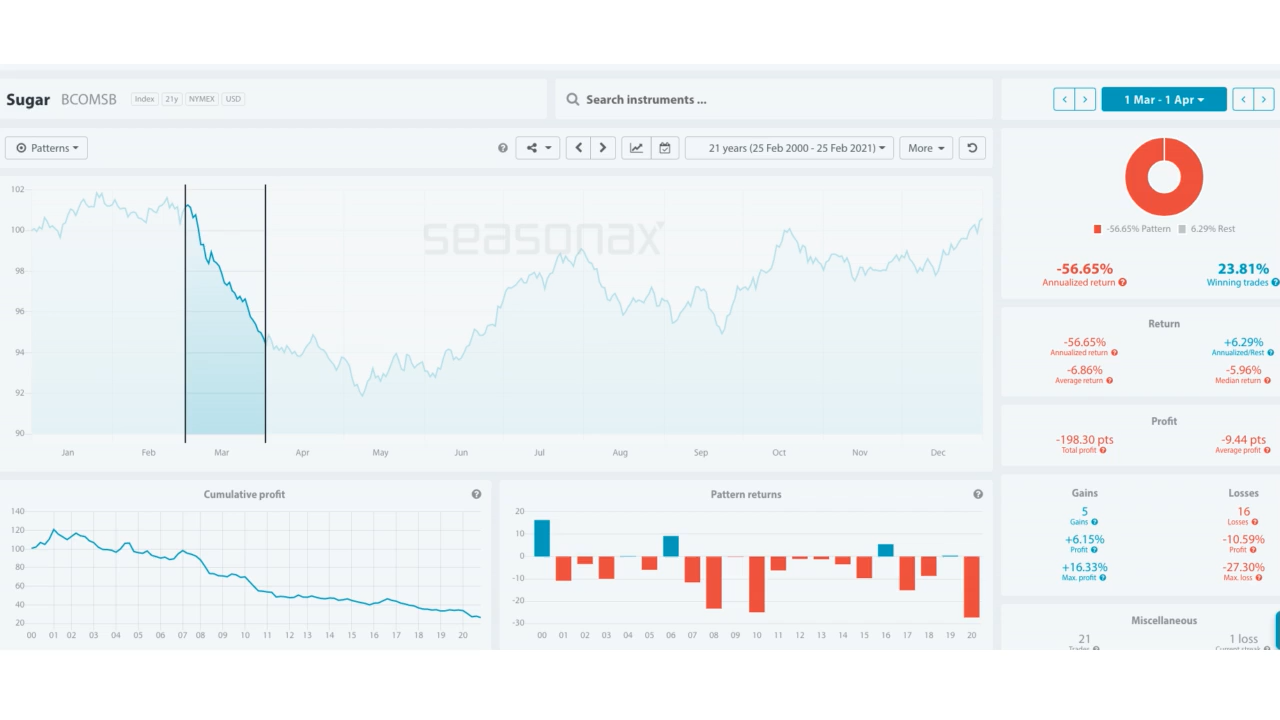 Sugar BCOMSB Index 21y NYMEX USD
Search instruments ...
1 Mar - 1 Apr
Patterns
21 years (25 Feb 2000 - 25 Feb 2021)
More
seasonax
102
100
98
96
94
92
90
Jan Feb Mar Apr May Jun Jul Aug Sep Oct Nov Dec
-56.65% Pattern 6.29% Rest
-56.65% 23.81%
Annualized return Winning trades
Return
-56.65% +6.29%
Annualized return Annualized/Rest
-6.86% -5.96%
Average return Median return
Profit
-198.30 pts -9.44 pts
Total profit Average profit
Gains Losses
5 16
Gains Losses
+6.15% -10.59%
Profit Profit
+16.33% -27.30%
Max. profit Max. loss
Miscellaneous
21 1 loss
Trades Current streak
Cumulative profit
140
120
100
80
60
40
20
00 01 02 03 04 05 06 07 08 09 10 11 12 13 14 15 16 17 18 19 20
Pattern returns
20
10
0
-10
-20
-30
00 01 02 03 04 05 06 07 08 09 10 11 12 13 14 15 16 17 18 19 20